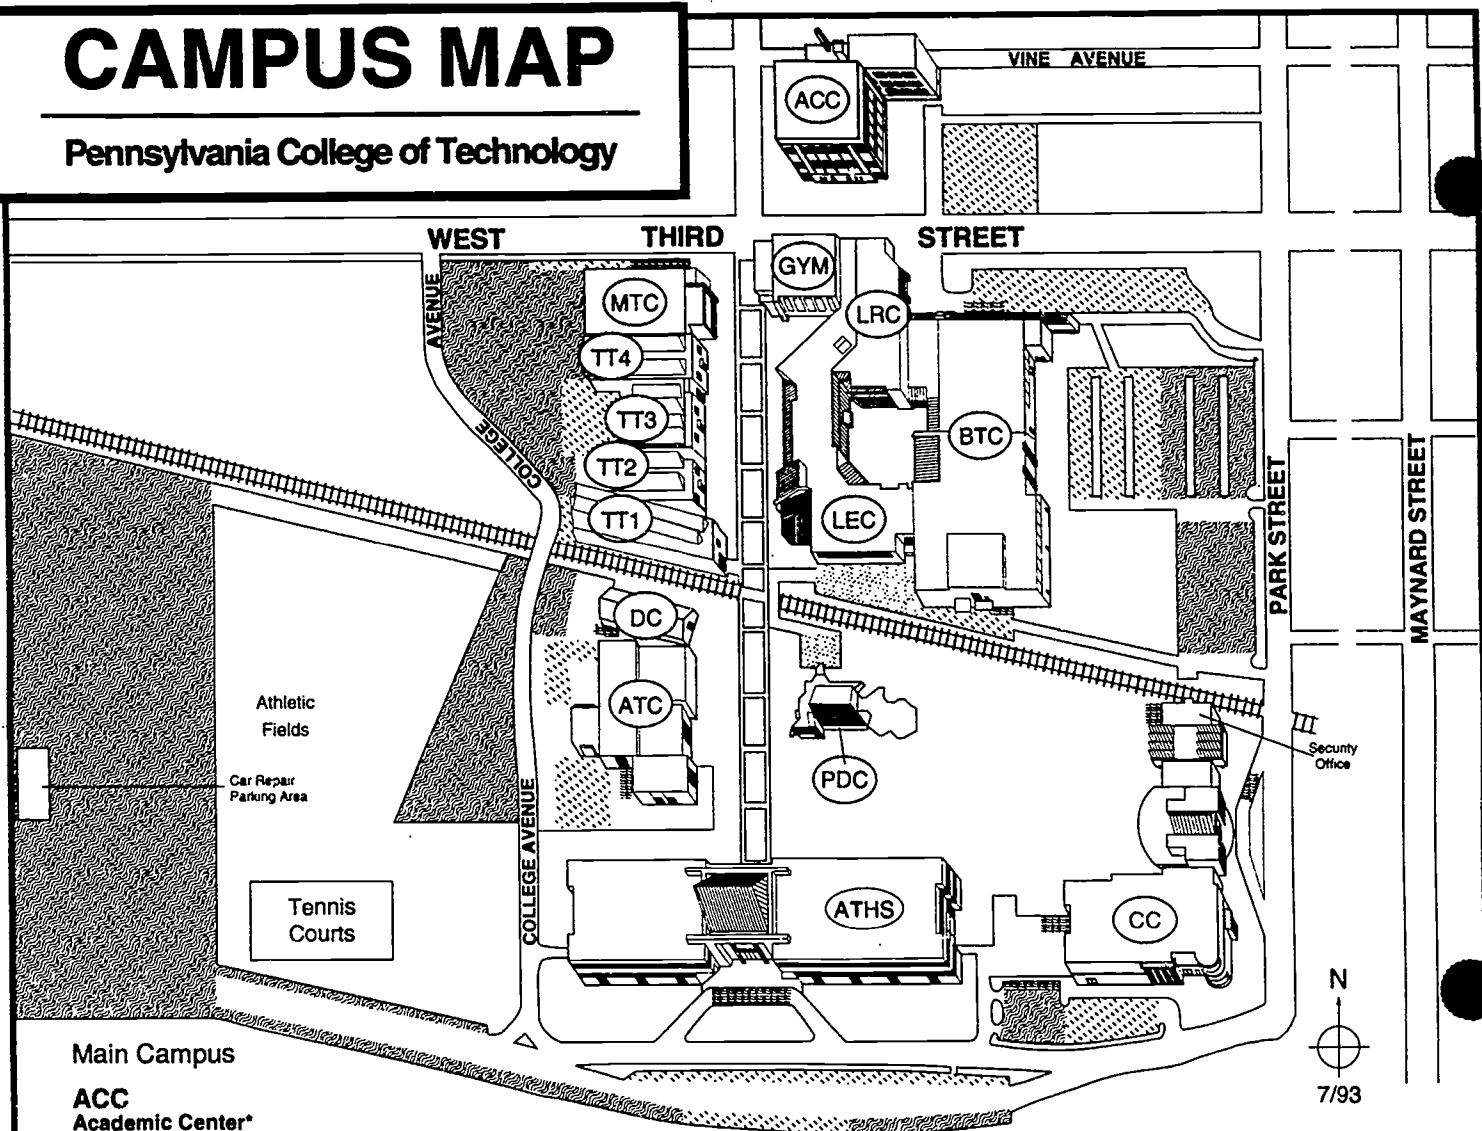 CAMPUS MAP
Pennsylvania College of Technology
VINE AVENUE
ACC
WEST THIRD STREET
GYM
MTC
LRC
AVENUE
TT4
TT3
BTC
COLLEGE
TT2
TT1
LEC
PARK STREET
MAYNARD STREET
DC
ATC
Athletic
Fields
Security
Office
Car Repair
Parking Area
PDC
COLLEGE AVENUE
Tennis
Courts
ATHS
CC
N
7/93
Main Campus
ACC
Academic Center*